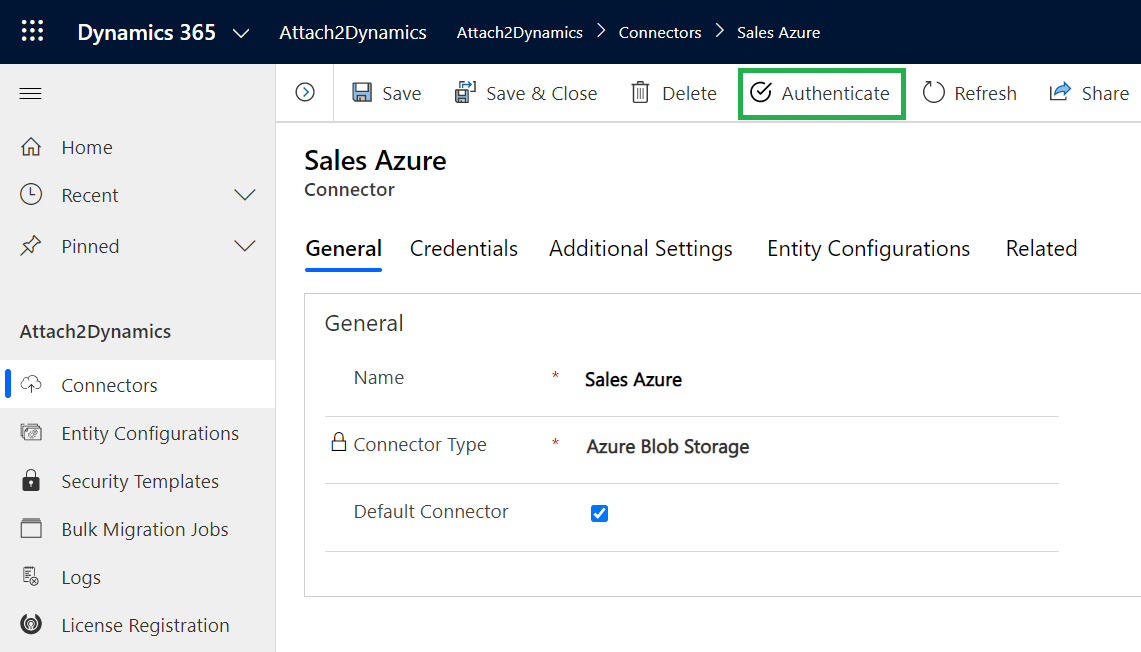 Dynamics 365 Attach2Dynamics Attach2Dynamics Connectors Sales Azure
Save Save & Close Delete Authenticate Refresh Share
Home
Recent
Pinned
Attach2Dynamics
Connectors
Entity Configurations
Security Templates
Bulk Migration Jobs
Logs
License Registration
Sales Azure
Connector
General Credentials Additional Settings Entity Configurations Related
General
Name * Sales Azure
Connector Type * Azure Blob Storage
Default Connector